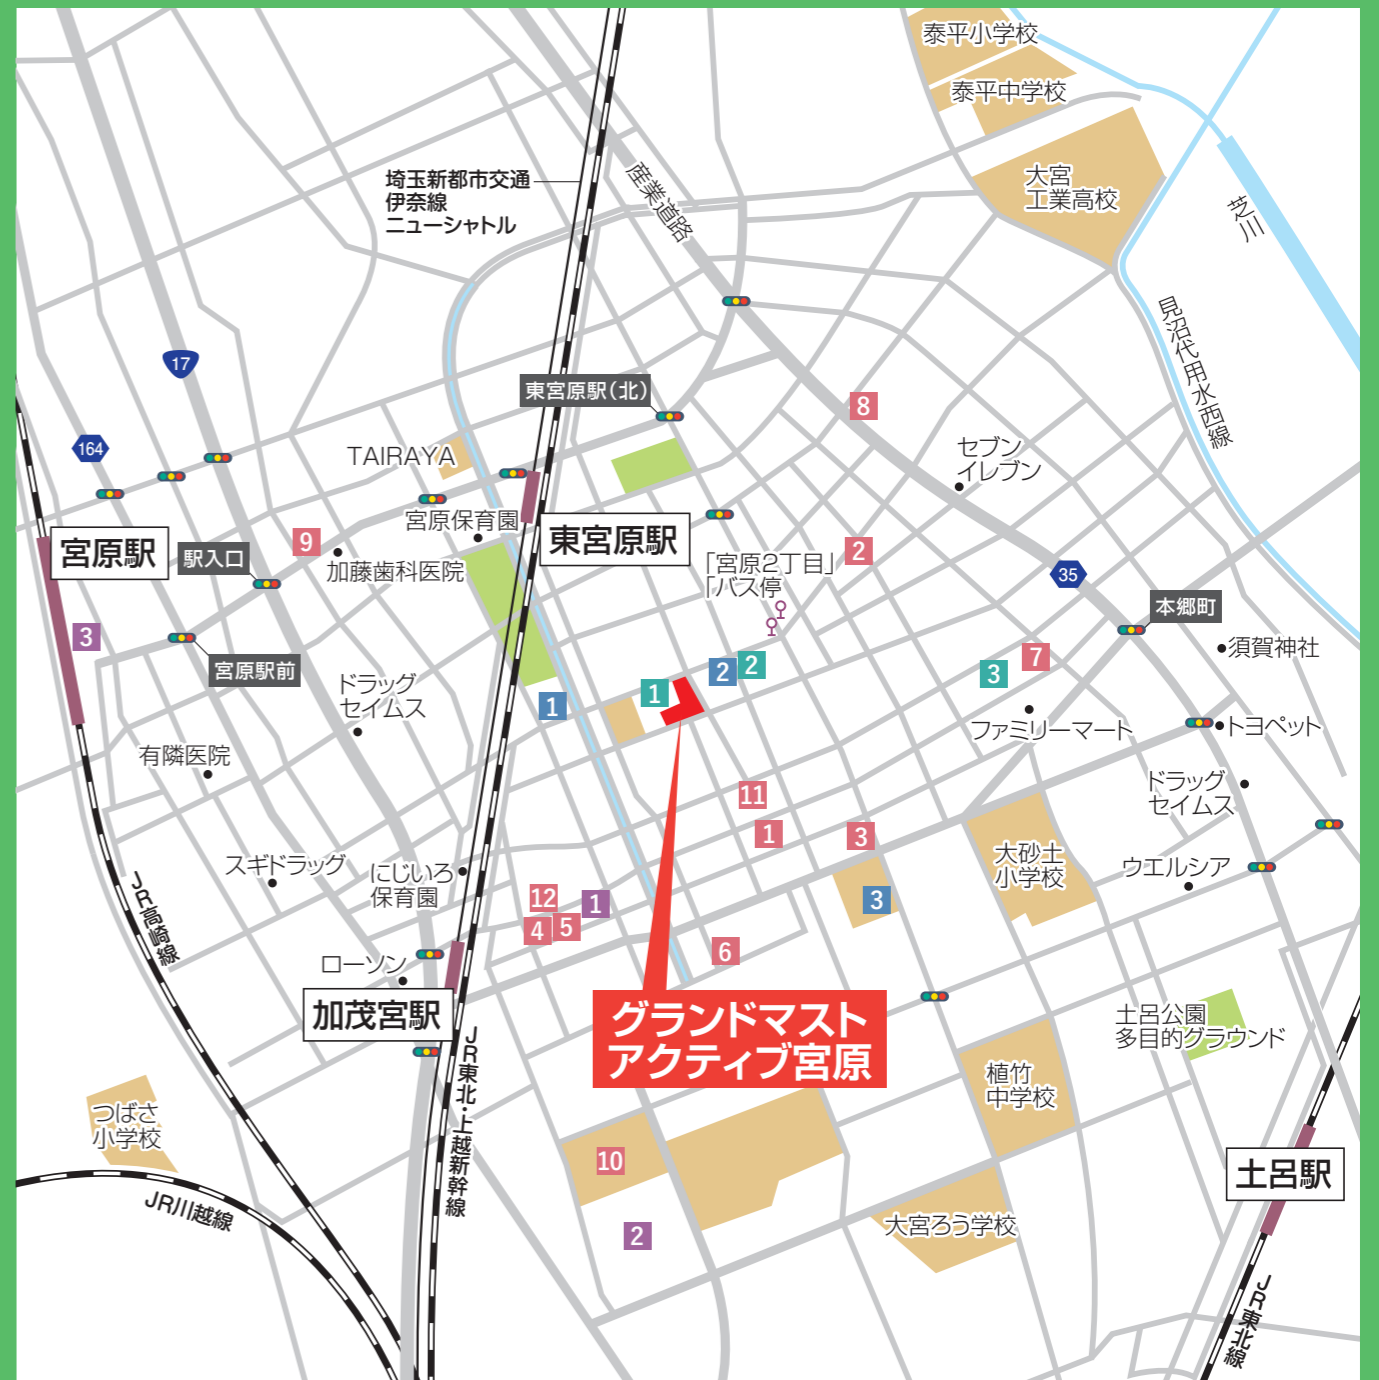 泰平小学校
泰平中学校
大宮
工業高校
埼玉新都市交通
伊奈線
ニューシャトル
産業道路
芝川
見沼代用水西線
17
164
東宮原駅(北)
8
TAIRAYA
セブン
イレブン
宮原保育園
宮原駅
駅入口
9
加藤歯科医院
東宮原駅
「宮原2丁目」
「バス停
2
35
本郷町
3
宮原駅前
須賀神社
ドラッグ
セイムス
1
1
2
2
3
7
ファミリーマート
トヨペット
有隣医院
ドラッグ
セイムス
11
1
3
スギドラッグ
にじいろ
保育園
大砂土
小学校
ウエルシア
12
1
4
5
3
JR高崎線
6
ローソン
加茂宮駅
グランドマスト
アクティブ宮原
土呂公園
多目的グラウンド
JR東北・上越新幹線
植竹
中学校
つばさ
小学校
10
土呂駅
JR川越線
2
大宮ろう学校
JR東北線